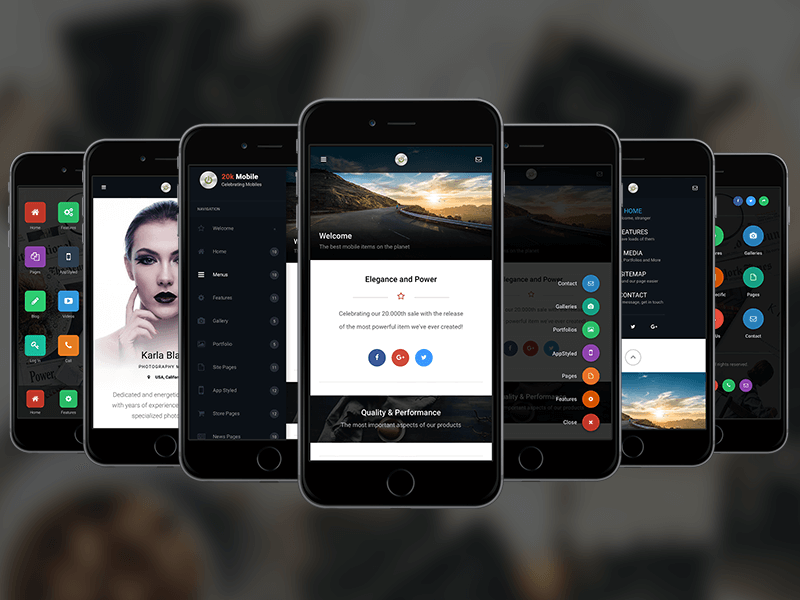 Home
Features
Pages
AppStyled
Blog
Videos
Log In
Call
Home
Features
Karla Bla
PHOTOGRAPHY M
USA, Califor
Dedicated and energetic
with years of experience
specialized photo
20k Mobile
Celebrating Mobiles
NAVIGATION
Welcome
Home
Menus
Features
Gallery
Portfolio
Site Pages
App Styled
Store Pages
News Pages
Welcome
The best mobile items on the planet
Elegance and Power
Celebrating our 20.000th sale with the release
of the most powerful item we've ever created!
Quality & Performance
The most important aspects of our products
Elegance and Power
Contact
Galleries
Portfolios
AppStyled
Pages
Features
Close
HOME
FEATURES
MEDIA
Portfolios and More
SITEMAP
CONTACT
Galleries
Pages
Contact